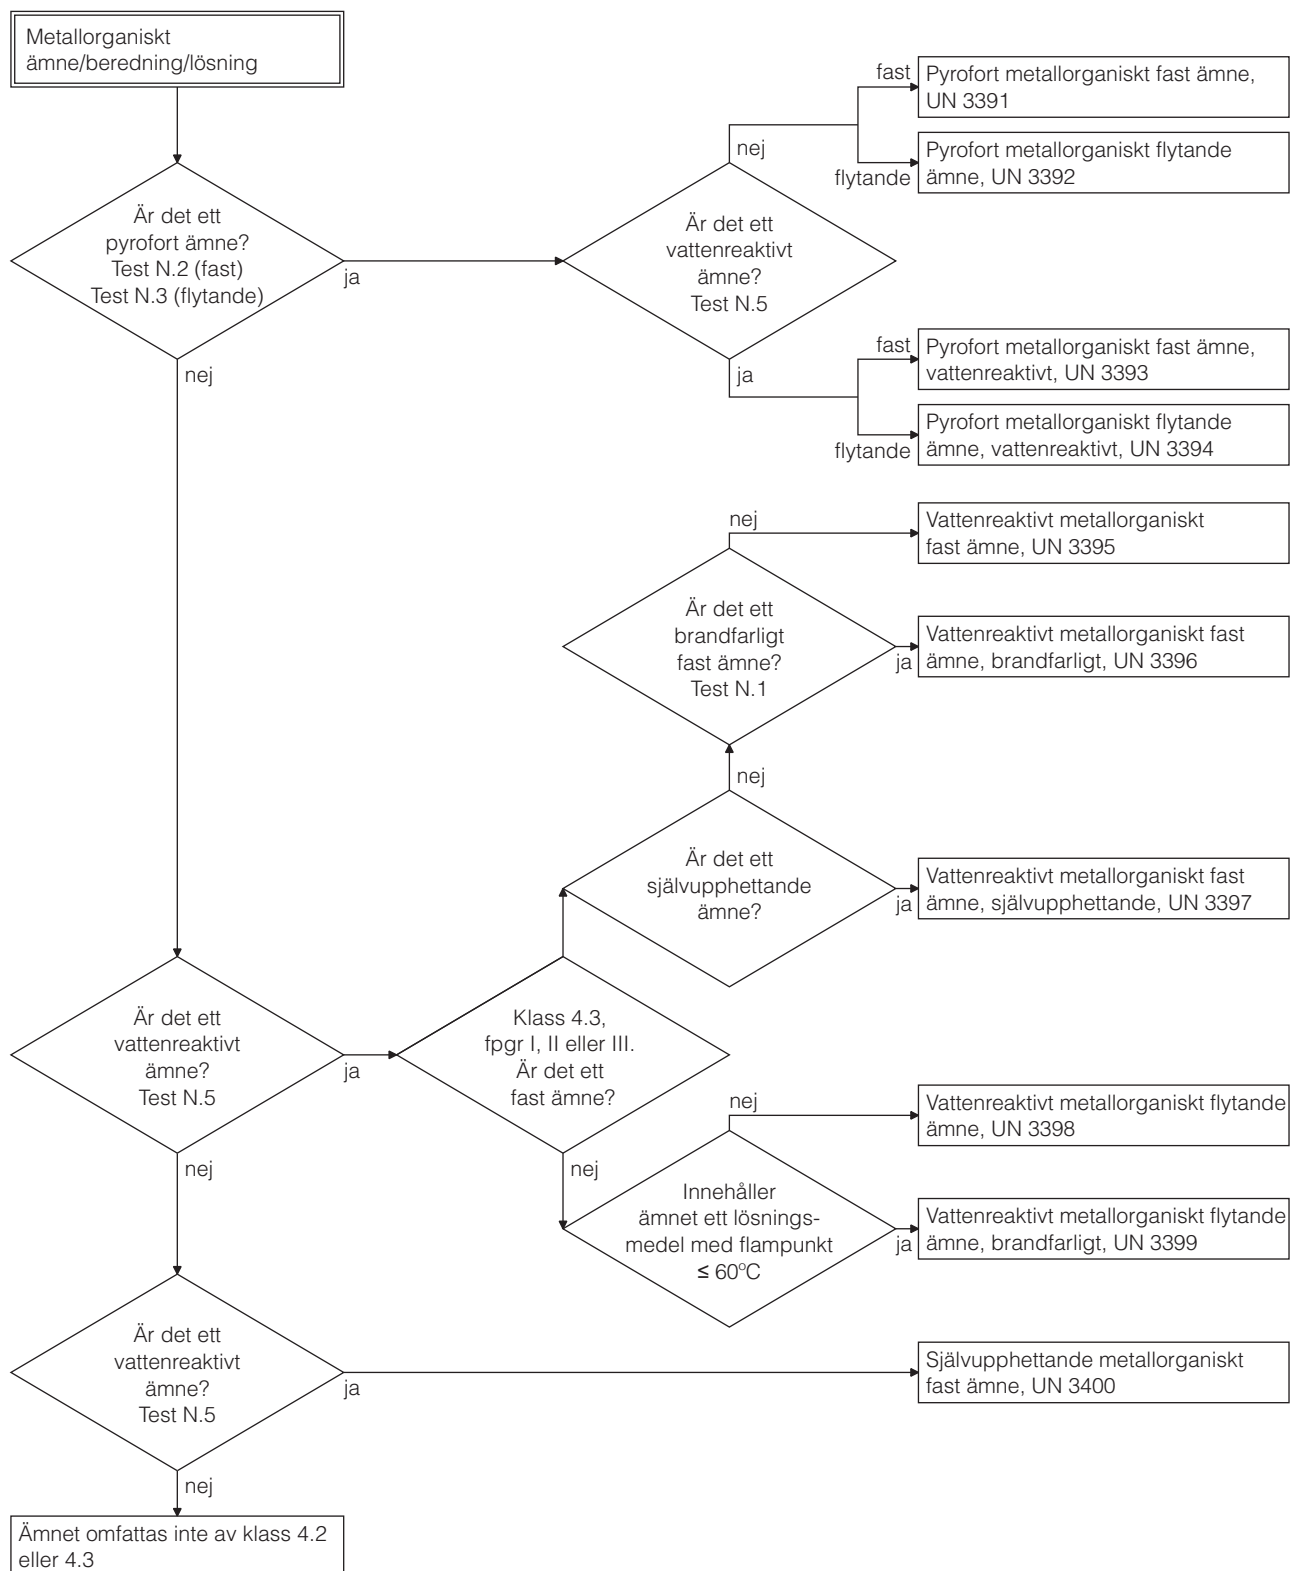 Metallorganiskt
ämne/beredning/lösning
fast
Pyrofort metallorganiskt fast ämne,
UN 3391
nej
flytande
Pyrofort metallorganiskt flytande
ämne, UN 3392
Är det ett
pyrofort ämne?
Test N.2 (fast)
Test N.3 (flytande)
ja
Är det ett
vattenreaktivt
ämne?
Test N.5
nej
ja
fast
Pyrofort metallorganiskt fast ämne,
vattenreaktivt, UN 3393
flytande
Pyrofort metallorganiskt flytande
ämne, vattenreaktivt, UN 3394
nej
Vattenreaktivt metallorganiskt
fast ämne, UN 3395
Är det ett
brandfarligt
fast ämne?
Test N.1
ja
Vattenreaktivt metallorganiskt fast
ämne, brandfarligt, UN 3396
nej
Är det ett
självupphettande
ämne?
ja
Vattenreaktivt metallorganiskt fast
ämne, självupphettande, UN 3397
Är det ett
vattenreaktivt
ämne?
Test N.5
ja
Klass 4.3,
fpgr I, II eller III.
Är det ett
fast ämne?
nej
nej
nej
Vattenreaktivt metallorganiskt flytande
ämne, UN 3398
Innehåller
ämnet ett lösnings-
medel med flampunkt
≤ 60°C
ja
Vattenreaktivt metallorganiskt flytande
ämne, brandfarligt, UN 3399
Är det ett
vattenreaktivt
ämne?
Test N.5
ja
Självupphettande metallorganiskt
fast ämne, UN 3400
nej
Ämnet omfattas inte av klass 4.2
eller 4.3